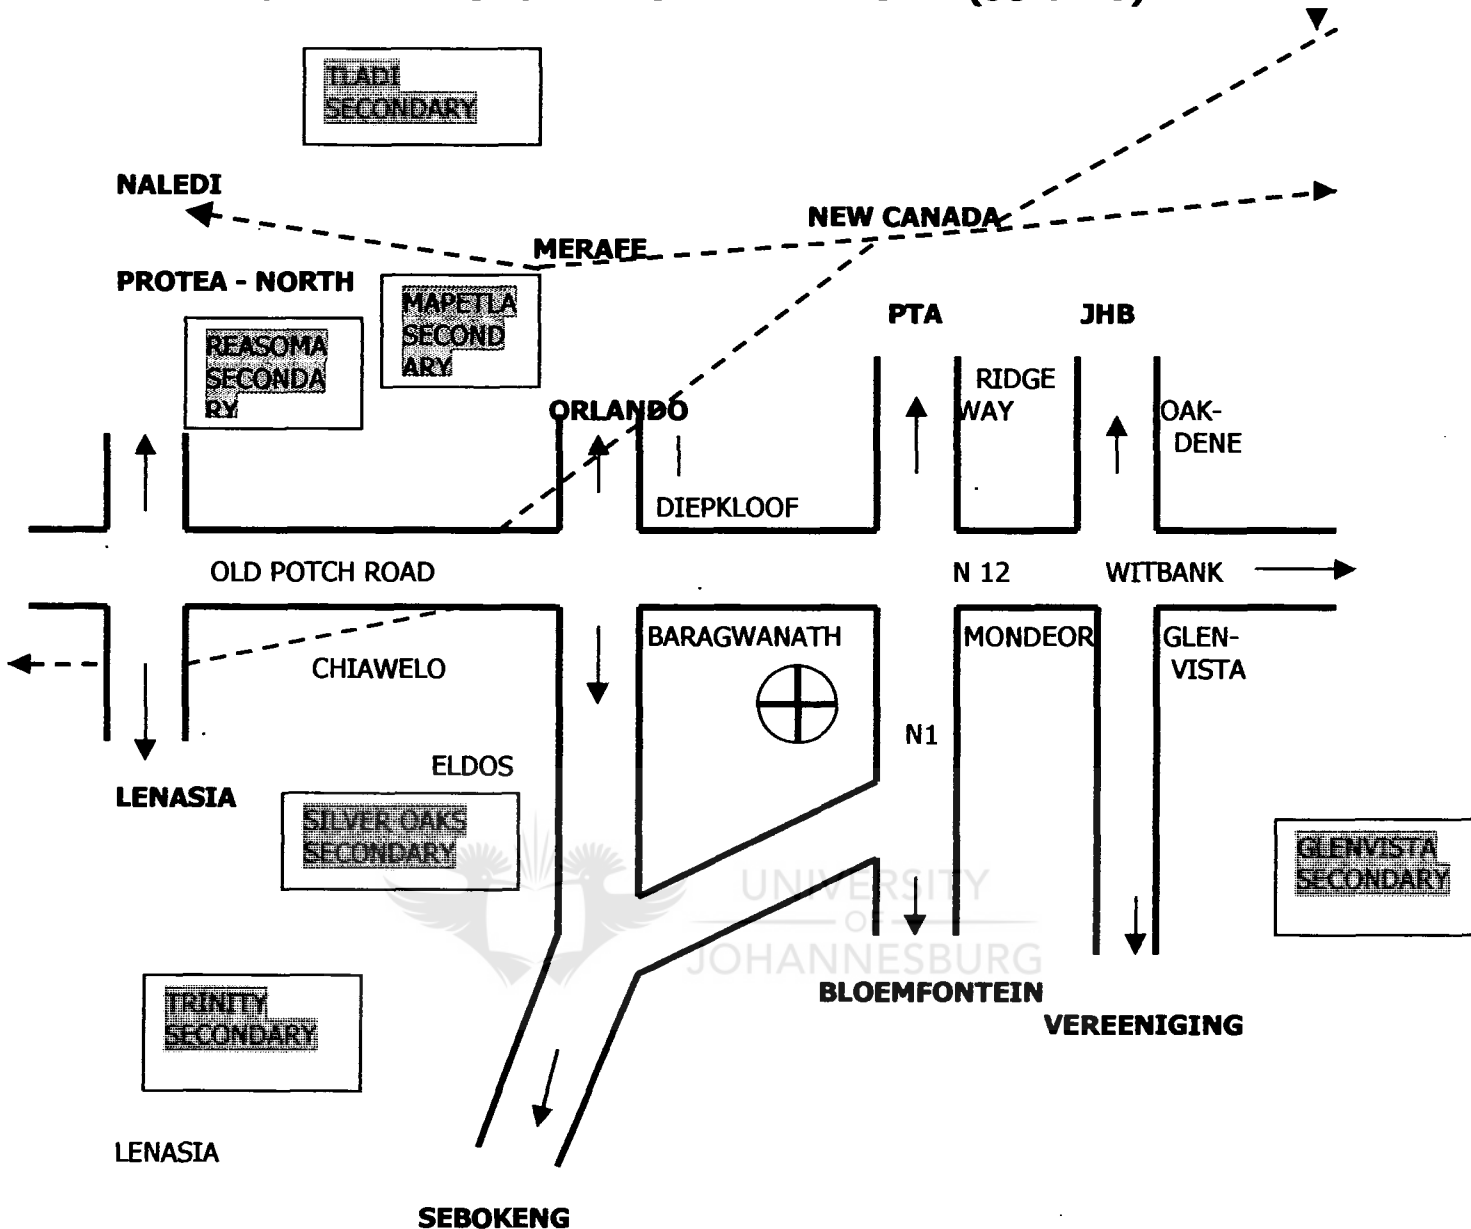 TLADI
SECONDARY
NALEDI
NEW CANADA
MERAFE
PROTEA - NORTH
MAPETLA
SECOND
ARY
PTA
JHB
REASOMA
SECONDA
RY
RIDGE
WAY
ORLANDO
OAK-
DENE
DIEPKLOOF
OLD POTCH ROAD
N 12
WITBANK
BARAGWANATH
MONDEOR
GLEN-
VISTA
CHIAWELO
N1
ELDOS
LENASIA
SILVER OAKS
SECONDARY
GLENVISTA
SECONDARY
UNIVERSITY
OF
JOHANNESBURG
BLOEMFONTEIN
TRINITY
SECONDARY
VEREENIGING
LENASIA
SEBOKENG